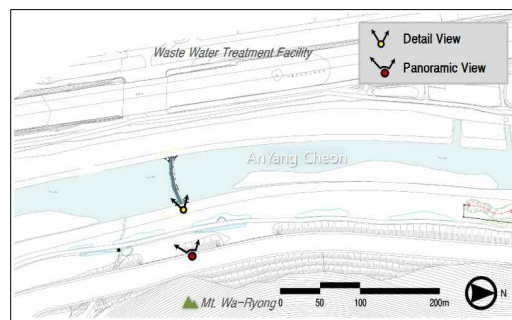 Waste Water Treatment Facility
Detail View
Panoramic View
AnYang Cheon
Mt. Wa-Ryong
0 50 100 200m
N